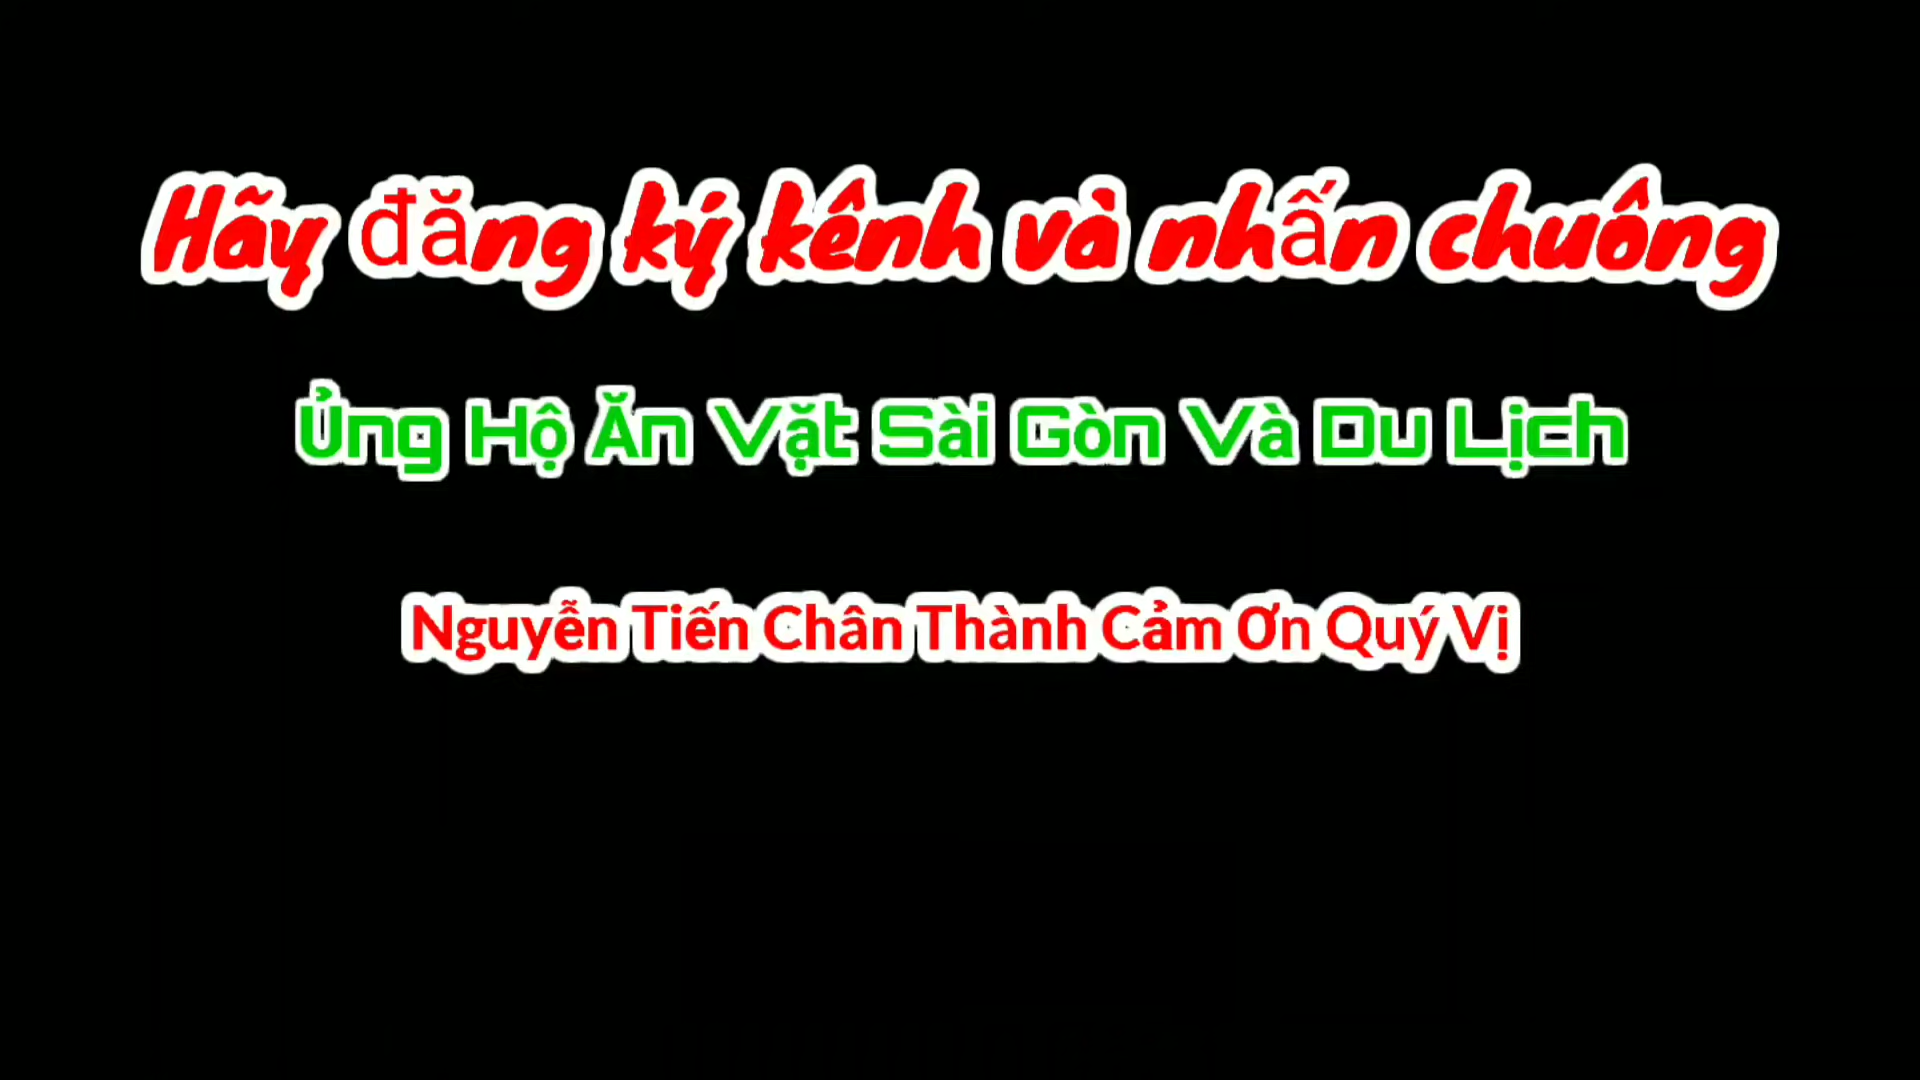 Hãy đăng ký kênh và nhấn chuông
Ủng Hộ Ăn Vặt Sài Gòn Và Du Lịch
Nguyễn Tiến Chân Thành Cảm Ơn Quý Vị